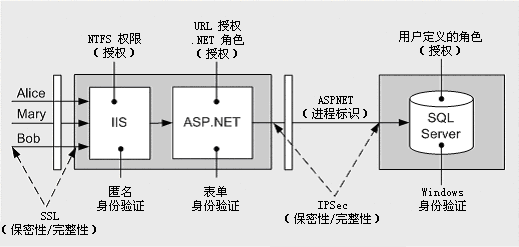 NTFS 权限
（授权）
URL 授权
.NET 角色
（授权）
用户定义的角色
（授权）
Alice
Mary
Bob
IIS
ASP.NET
ASPNET
（进程标识）
SQL
Server
匿名
身份验证
表单
身份验证
Windows
身份验证
SSL
（保密性/完整性）
IPSec
（保密性/完整性）